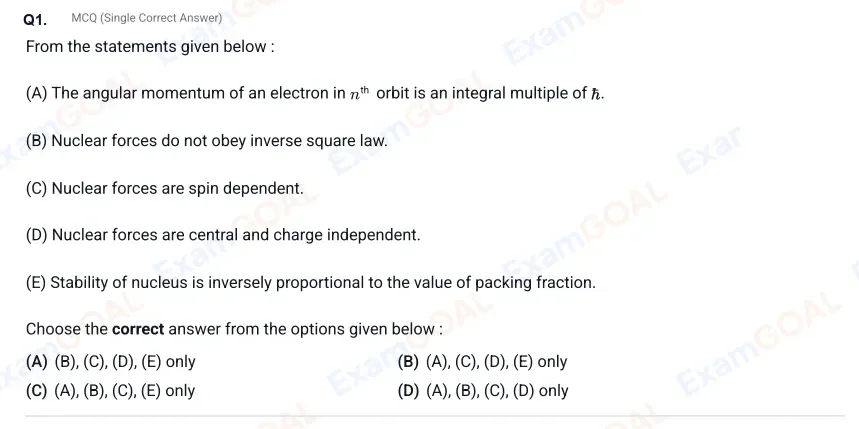 Q1. MCQ (Single Correct Answer)
From the statements given below :
(A) The angular momentum of an electron in nᵗʰ orbit is an integral multiple of ℏ.
(B) Nuclear forces do not obey inverse square law.
(C) Nuclear forces are spin dependent.
(D) Nuclear forces are central and charge independent.
(E) Stability of nucleus is inversely proportional to the value of packing fraction.
Choose the correct answer from the options given below :
(A) (B), (C), (D), (E) only
(B) (A), (C), (D), (E) only
(C) (A), (B), (C), (E) only
(D) (A), (B), (C), (D) only